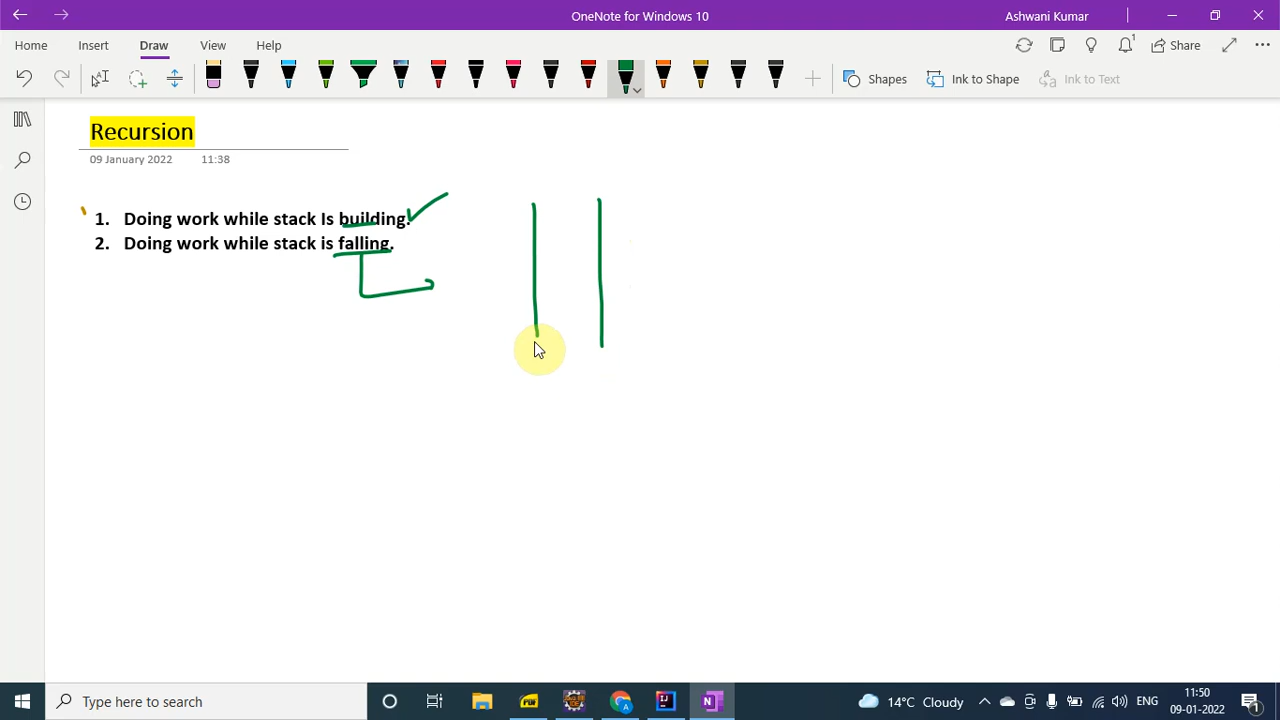 OneNote for Windows 10
Ashwani Kumar
Home Insert Draw View Help
Share
Shapes
Ink to Shape
Ink to Text
Recursion
09 January 2022 11:38
1. Doing work while stack Is building.
2. Doing work while stack is falling.
Type here to search
14°C Cloudy
ENG
11:50
09-01-2022